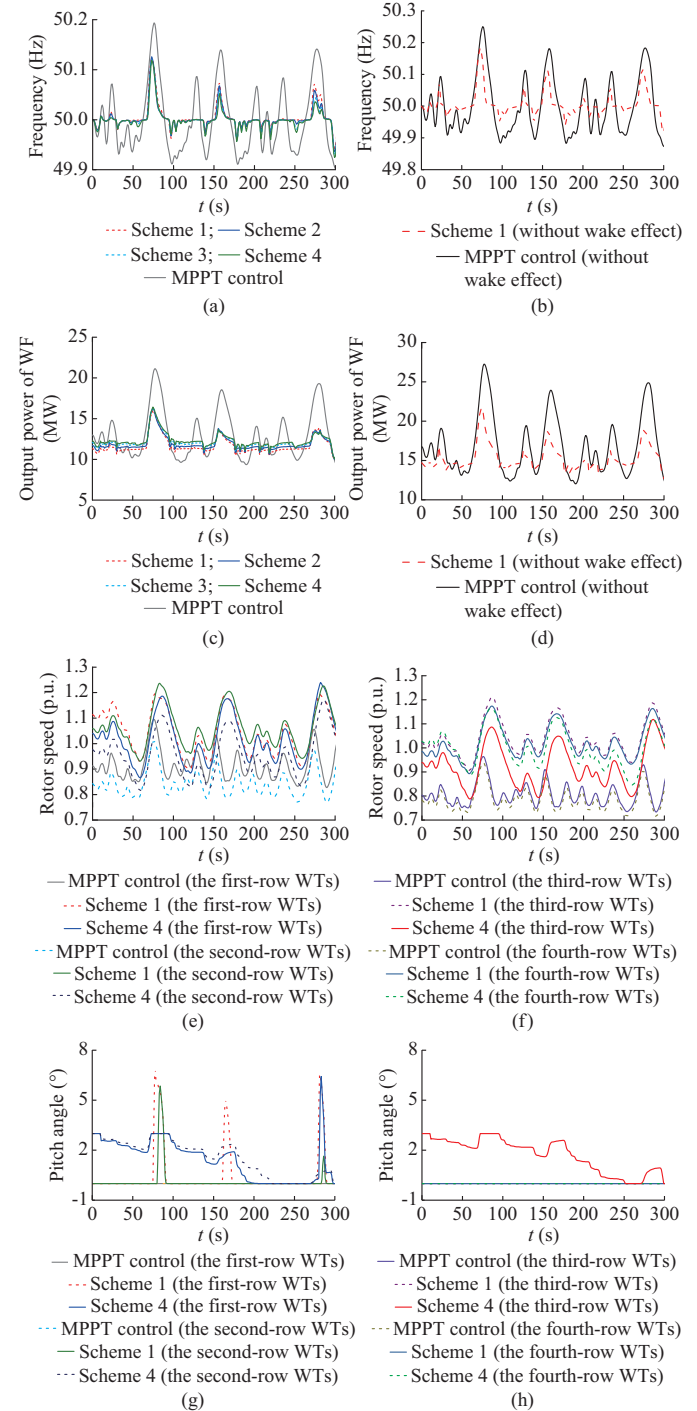 50.2
50.1
50.0
49.9
Frequency (Hz)
0 50 100 150 200 250 300
t (s)
Scheme 1; Scheme 2
Scheme 3; Scheme 4
MPPT control
(a)
50.3
50.2
50.1
50.0
49.9
49.8
Frequency (Hz)
0 50 100 150 200 250 300
t (s)
Scheme 1 (without wake effect)
MPPT control (without
wake effect)
(b)
25
20
15
10
5
Output power of WF
(MW)
0 50 100 150 200 250 300
t (s)
Scheme 1; Scheme 2
Scheme 3; Scheme 4
MPPT control
(c)
30
25
20
15
10
Output power of WF
(MW)
0 50 100 150 200 250 300
t (s)
Scheme 1 (without wake effect)
MPPT control (without
wake effect)
(d)
1.3
1.2
1.1
1.0
0.9
0.8
0.7
Rotor speed (p.u.)
0 50 100 150 200 250 300
t (s)
MPPT control (the first-row WTs)
Scheme 1 (the first-row WTs)
Scheme 4 (the first-row WTs)
MPPT control (the second-row WTs)
Scheme 1 (the second-row WTs)
Scheme 4 (the second-row WTs)
(e)
1.3
1.2
1.1
1.0
0.9
0.8
0.7
Rotor speed (p.u.)
0 50 100 150 200 250 300
t (s)
MPPT control (the third-row WTs)
Scheme 1 (the third-row WTs)
Scheme 4 (the third-row WTs)
MPPT control (the fourth-row WTs)
Scheme 1 (the fourth-row WTs)
Scheme 4 (the fourth-row WTs)
(f)
8
5
2
-1
Pitch angle (°)
0 50 100 150 200 250 300
t (s)
MPPT control (the first-row WTs)
Scheme 1 (the first-row WTs)
Scheme 4 (the first-row WTs)
MPPT control (the second-row WTs)
Scheme 1 (the second-row WTs)
Scheme 4 (the second-row WTs)
(g)
8
5
2
-1
Pitch angle (°)
0 50 100 150 200 250 300
t (s)
MPPT control (the third-row WTs)
Scheme 1 (the third-row WTs)
Scheme 4 (the third-row WTs)
MPPT control (the fourth-row WTs)
Scheme 1 (the fourth-row WTs)
Scheme 4 (the fourth-row WTs)
(h)